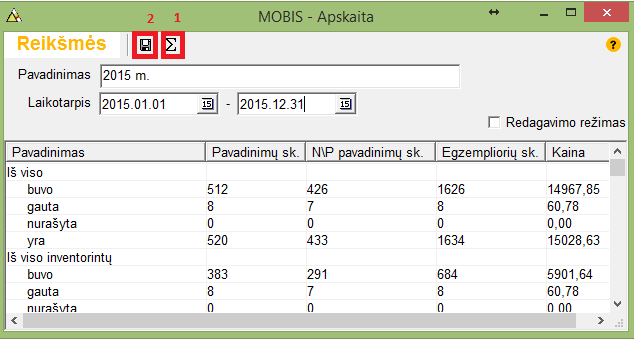 MOBIS - Apskaita
2 1
Reikšmės
Pavadinimas 2015 m.
Laikotarpis 2015.01.01 15 - 2015.12.31 15
Redagavimo režimas
Pavadinimas Pavadinimų sk. N\P pavadinimų sk. Egzempliorių sk. Kaina
Iš viso
buvo 512 426 1626 14967,85
gauta 8 7 8 60,78
nurašyta 0 0 0 0,00
yra 520 433 1634 15028,63
Iš viso inventorintų
buvo 383 291 684 5901,64
gauta 8 8 8 60,78
nurašyta 0 0 0 0,00